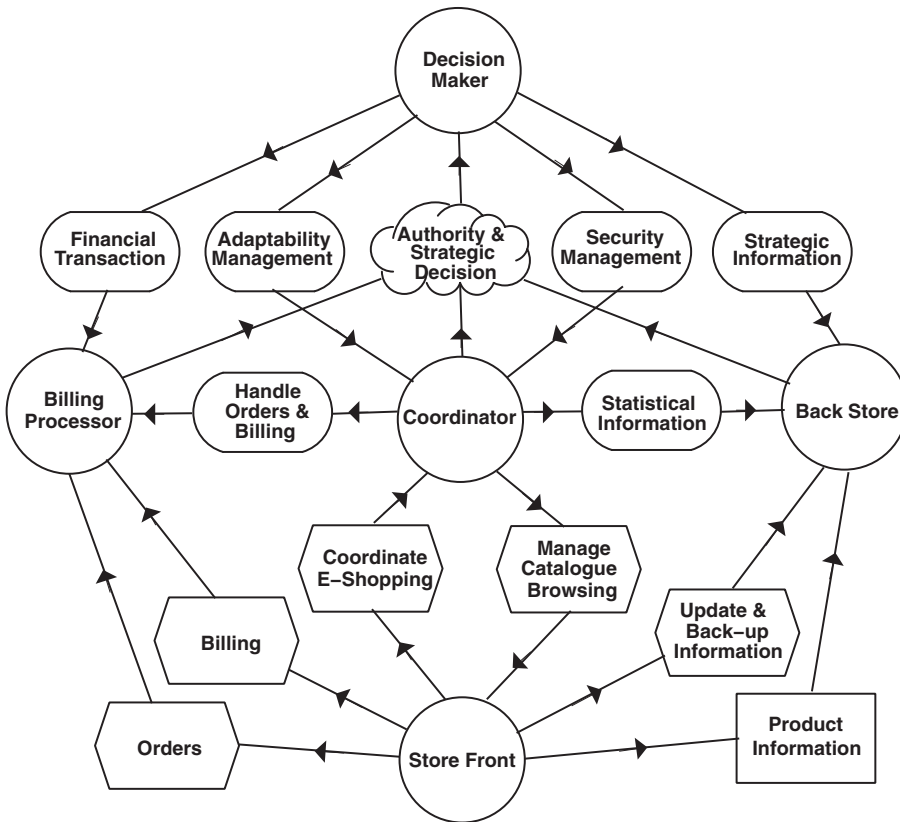 Decision
Maker
Financial
Transaction
Adaptability
Management
Authority &
Strategic
Decision
Security
Management
Strategic
Information
Billing
Processor
Handle
Orders &
Billing
Coordinator
Statistical
Information
Back Store
Coordinate
E–Shopping
Manage
Catalogue
Browsing
Billing
Update &
Back–up
Information
Orders
Store Front
Product
Information